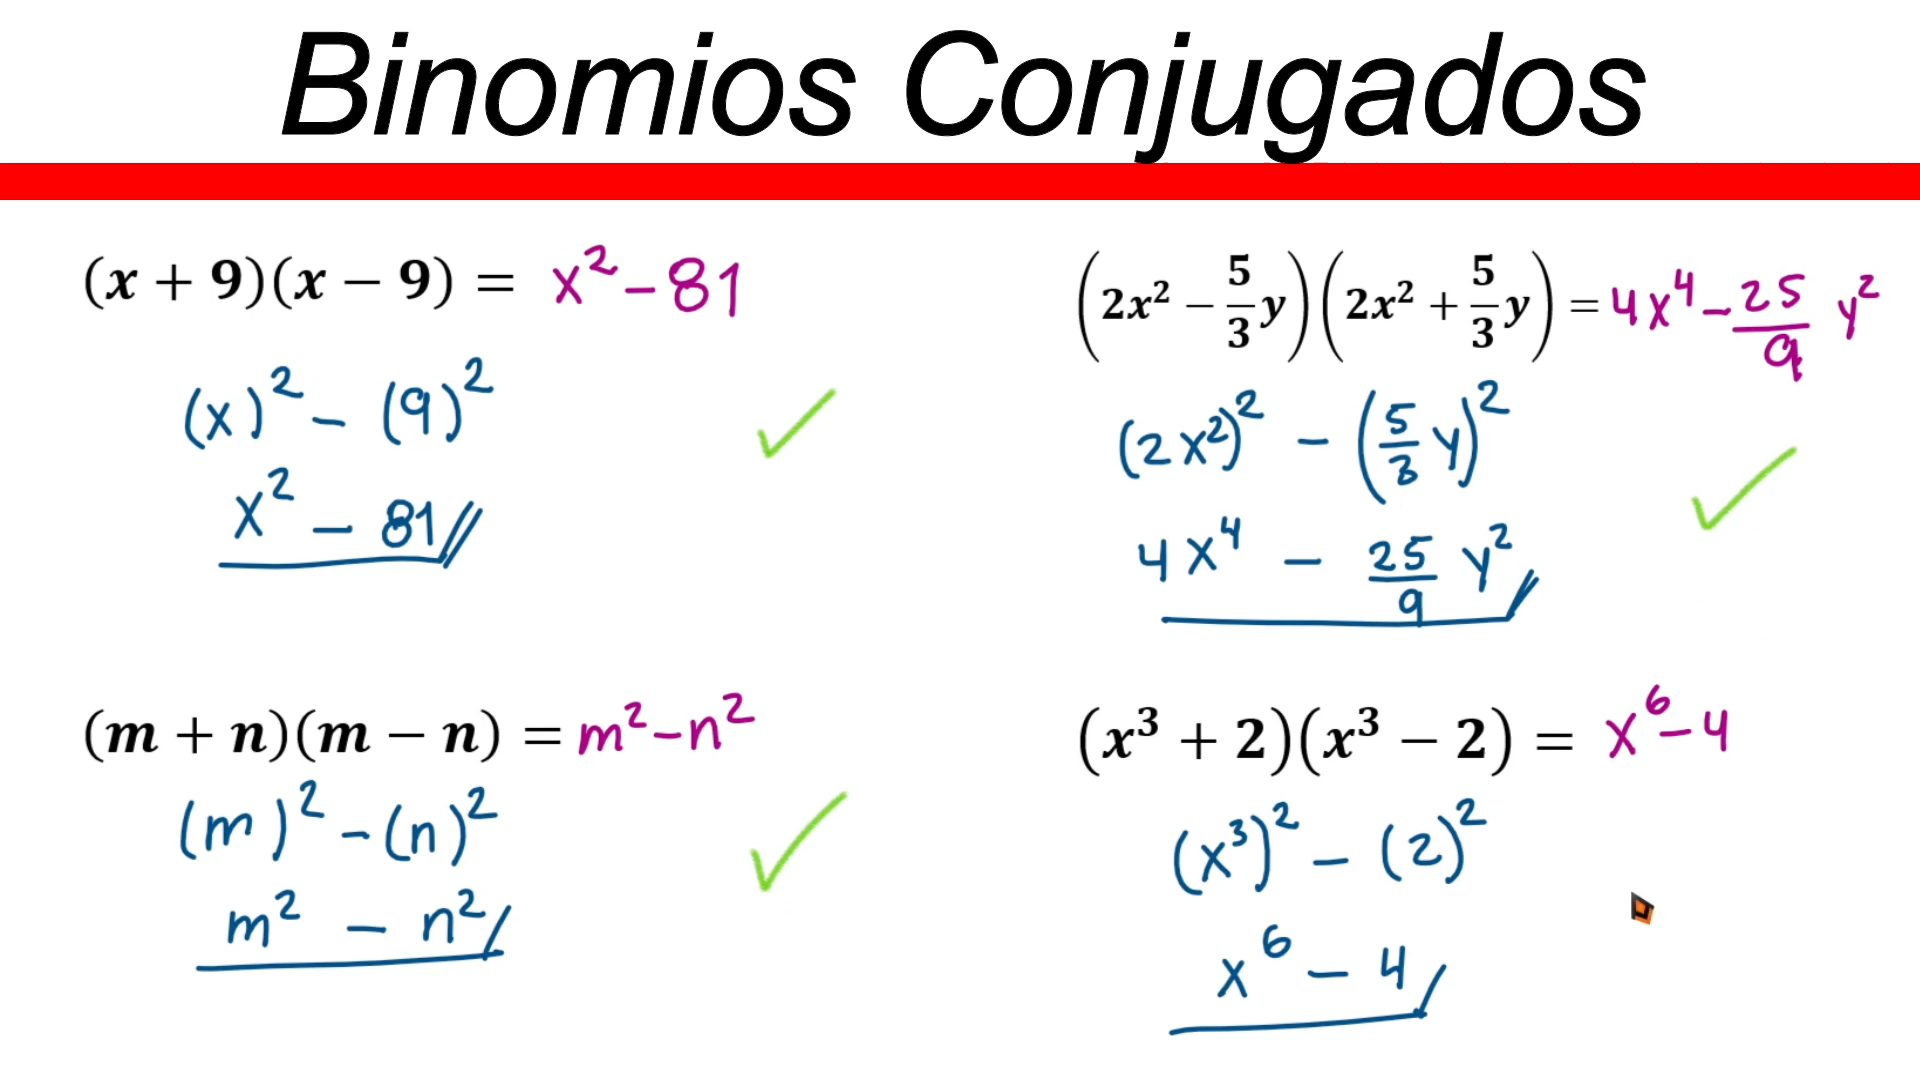 Binomios Conjugados
(x + 9)(x − 9) = x² − 81
(x)² − (9)²
x² − 81
(2x² − 5/3 y)(2x² + 5/3 y) = 4x⁴ − 25/9 y²
(2x²)² − (5/3 y)²
4x⁴ − 25/9 y²
(m + n)(m − n) = m² − n²
(m)² − (n)²
m² − n²
(x³ + 2)(x³ − 2) = x⁶ − 4
(x³)² − (2)²
x⁶ − 4